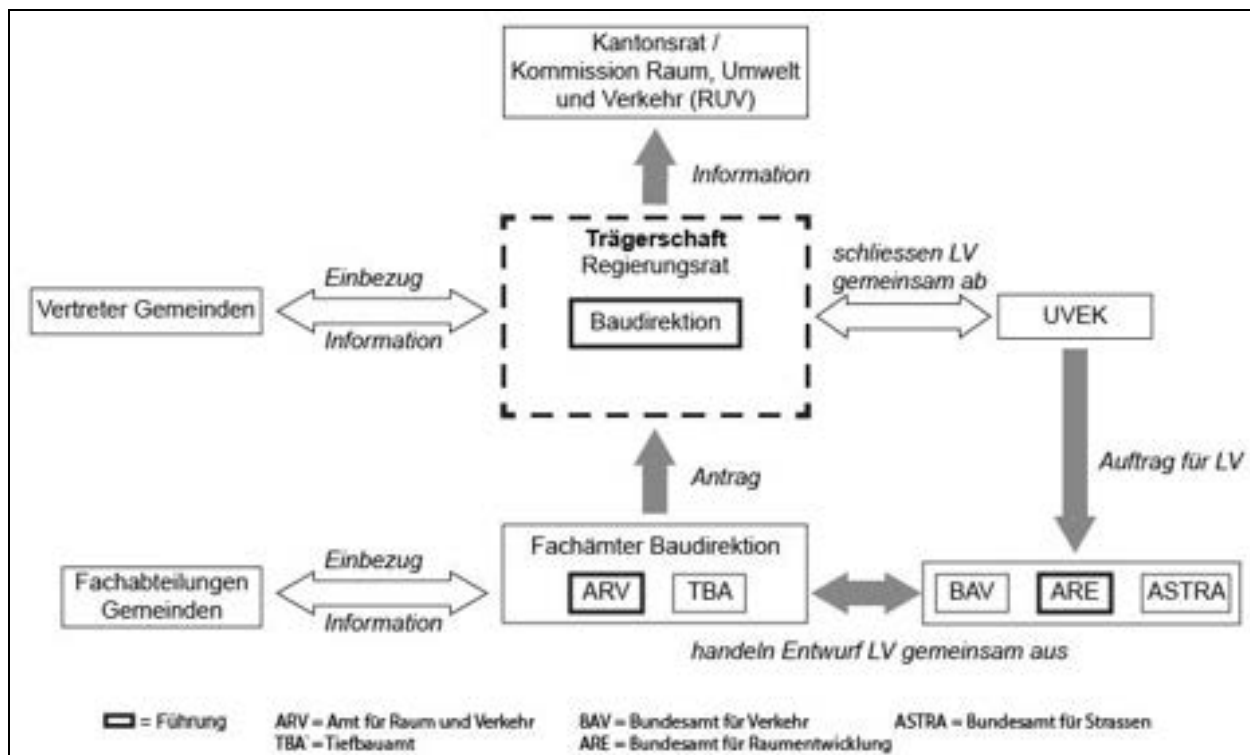 Kantonsrat /
Kommission Raum, Umwelt
und Verkehr (RUV)
Information
Trägerschaft
Regierungsrat
Baudirektion
schliessen LV
gemeinsam ab
Einbezug
Vertreter Gemeinden
Information
UVEK
Antrag
Auftrag für LV
Fachämter Baudirektion
ARV
TBA
Einbezug
Fachabteilungen
Gemeinden
Information
BAV
ARE
ASTRA
handeln Entwurf LV gemeinsam aus
= Führung
ARV = Amt für Raum und Verkehr
TBA = Tiefbauamt
BAV = Bundesamt für Verkehr
ARE = Bundesamt für Raumentwicklung
ASTRA = Bundesamt für Strassen